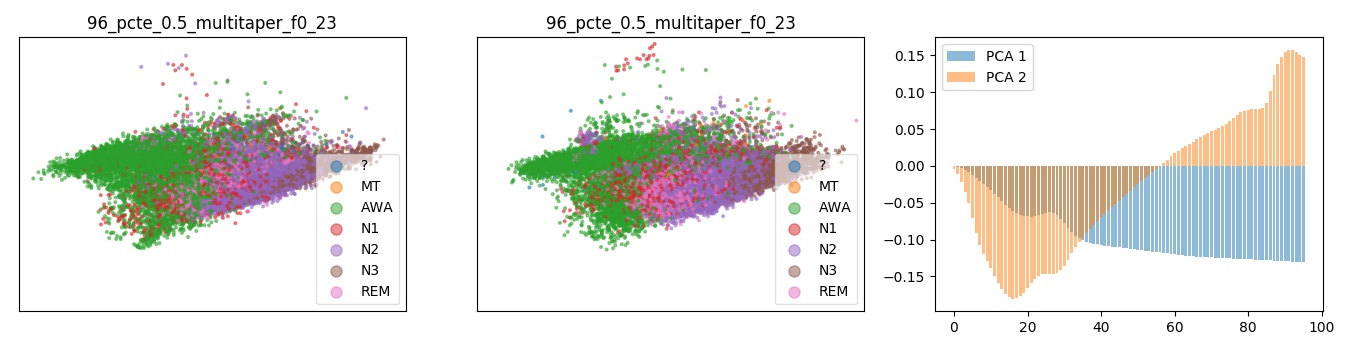 96_pcte_0.5_multitaper_f0_23
?
MT
AWA
N1
N2
N3
REM
96_pcte_0.5_multitaper_f0_23
?
MT
AWA
N1
N2
N3
REM
PCA 1
PCA 2
0.15
0.10
0.05
0.00
−0.05
−0.10
−0.15
0 20 40 60 80 100